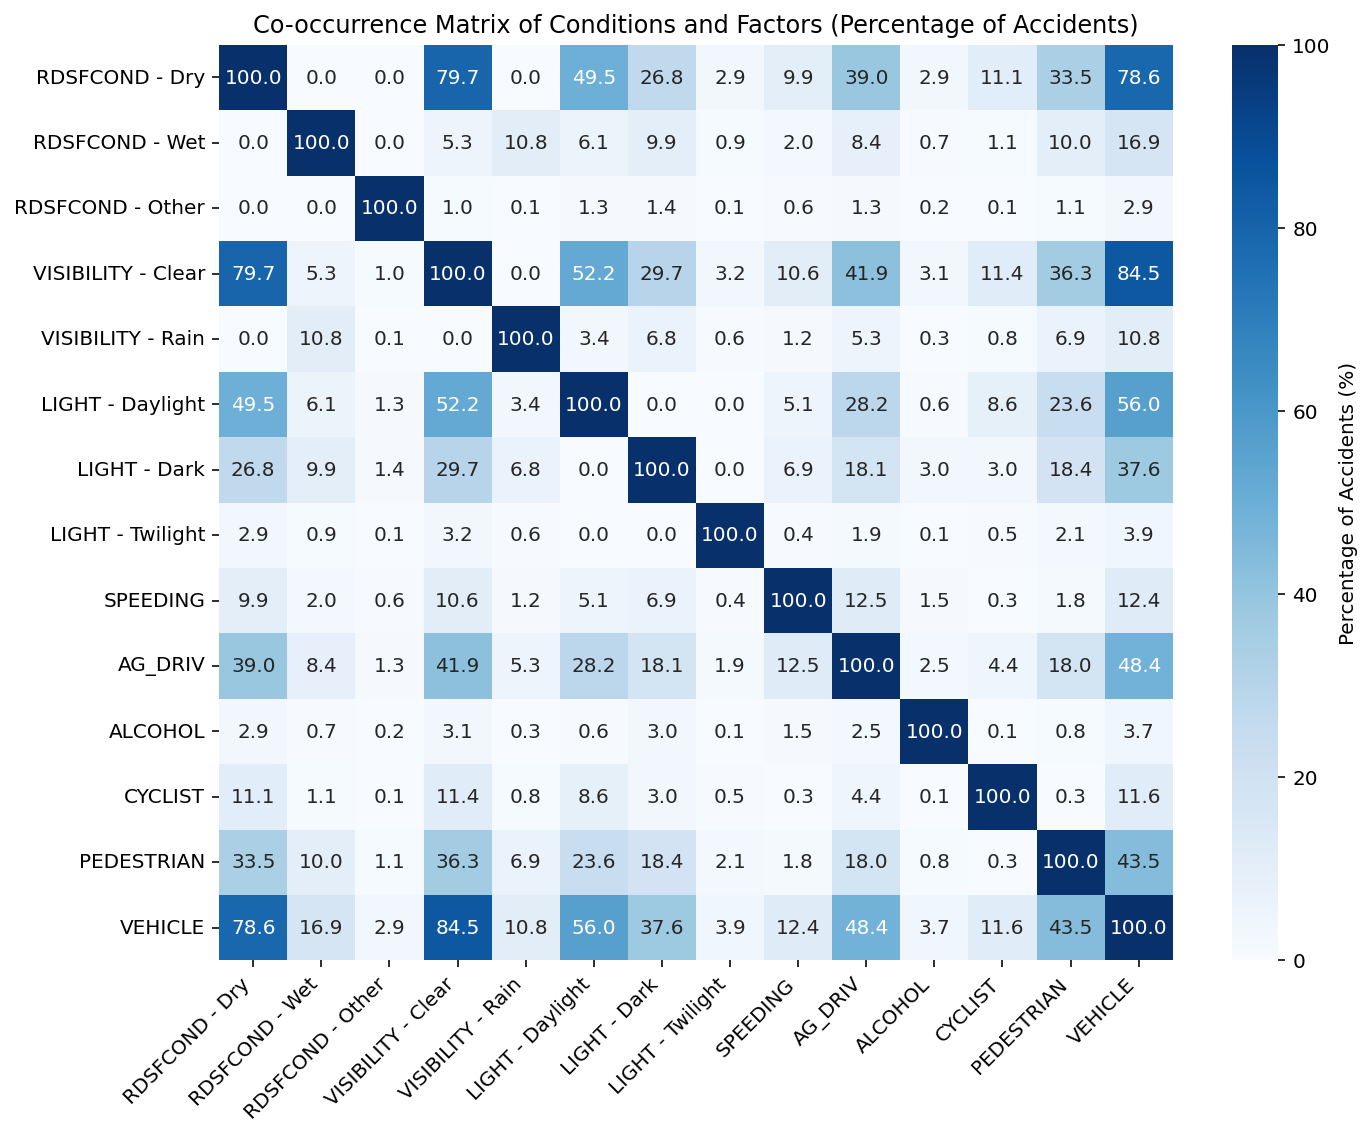 Co-occurrence Matrix of Conditions and Factors (Percentage of Accidents)
RDSFCOND - Dry 100.0 0.0 0.0 79.7 0.0 49.5 26.8 2.9 9.9 39.0 2.9 11.1 33.5 78.6
RDSFCOND - Wet 0.0 100.0 0.0 5.3 10.8 6.1 9.9 0.9 2.0 8.4 0.7 1.1 10.0 16.9
RDSFCOND - Other 0.0 0.0 100.0 1.0 0.1 1.3 1.4 0.1 0.6 1.3 0.2 0.1 1.1 2.9
VISIBILITY - Clear 79.7 5.3 1.0 100.0 0.0 52.2 29.7 3.2 10.6 41.9 3.1 11.4 36.3 84.5
VISIBILITY - Rain 0.0 10.8 0.1 0.0 100.0 3.4 6.8 0.6 1.2 5.3 0.3 0.8 6.9 10.8
LIGHT - Daylight 49.5 6.1 1.3 52.2 3.4 100.0 0.0 0.0 5.1 28.2 0.6 8.6 23.6 56.0
LIGHT - Dark 26.8 9.9 1.4 29.7 6.8 0.0 100.0 0.0 6.9 18.1 3.0 3.0 18.4 37.6
LIGHT - Twilight 2.9 0.9 0.1 3.2 0.6 0.0 0.0 100.0 0.4 1.9 0.1 0.5 2.1 3.9
SPEEDING 9.9 2.0 0.6 10.6 1.2 5.1 6.9 0.4 100.0 12.5 1.5 0.3 1.8 12.4
AG_DRIV 39.0 8.4 1.3 41.9 5.3 28.2 18.1 1.9 12.5 100.0 2.5 4.4 18.0 48.4
ALCOHOL 2.9 0.7 0.2 3.1 0.3 0.6 3.0 0.1 1.5 2.5 100.0 0.1 0.8 3.7
CYCLIST 11.1 1.1 0.1 11.4 0.8 8.6 3.0 0.5 0.3 4.4 0.1 100.0 0.3 11.6
PEDESTRIAN 33.5 10.0 1.1 36.3 6.9 23.6 18.4 2.1 1.8 18.0 0.8 0.3 100.0 43.5
VEHICLE 78.6 16.9 2.9 84.5 10.8 56.0 37.6 3.9 12.4 48.4 3.7 11.6 43.5 100.0
RDSFCOND - Dry
RDSFCOND - Wet
RDSFCOND - Other
VISIBILITY - Clear
VISIBILITY - Rain
LIGHT - Daylight
LIGHT - Dark
LIGHT - Twilight
SPEEDING
AG_DRIV
ALCOHOL
CYCLIST
PEDESTRIAN
VEHICLE
100
80
60
40
20
0
Percentage of Accidents (%)